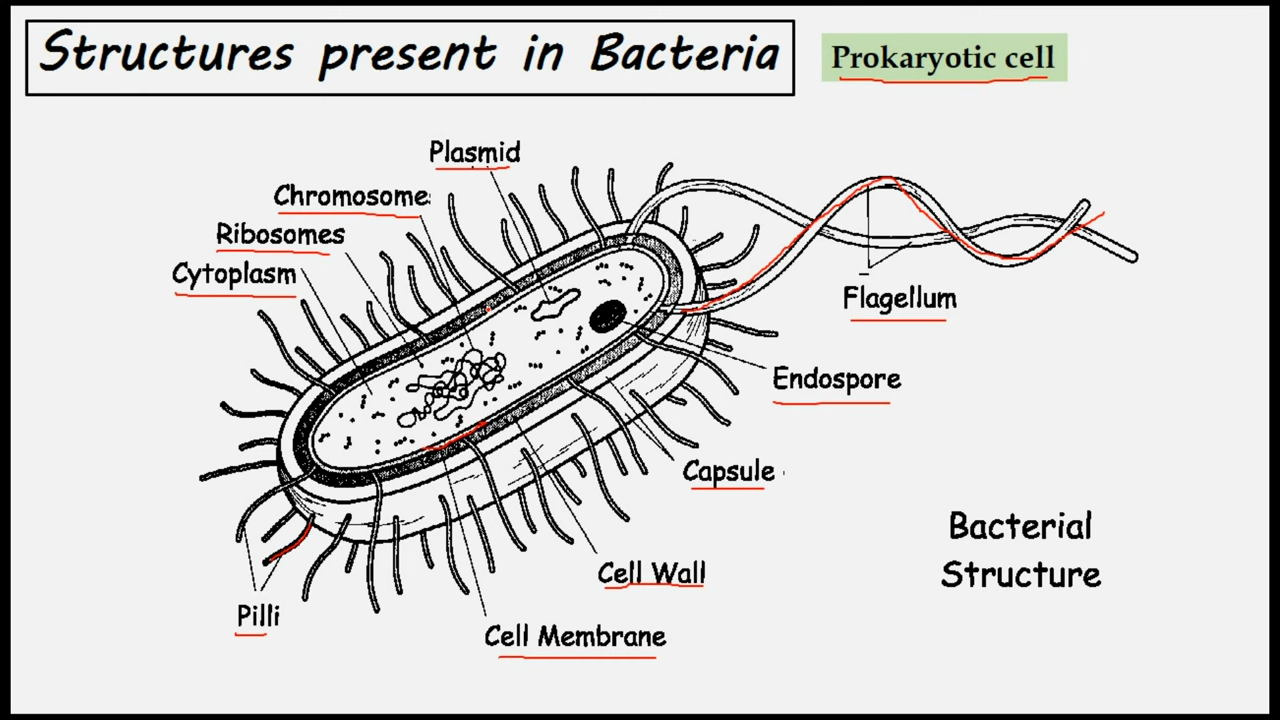 Structures present in Bacteria
Prokaryotic cell
Plasmid
Chromosome
Ribosomes
Cytoplasm
Flagellum
Endospore
Capsule
Bacterial
Structure
Cell Wall
Pilli
Cell Membrane